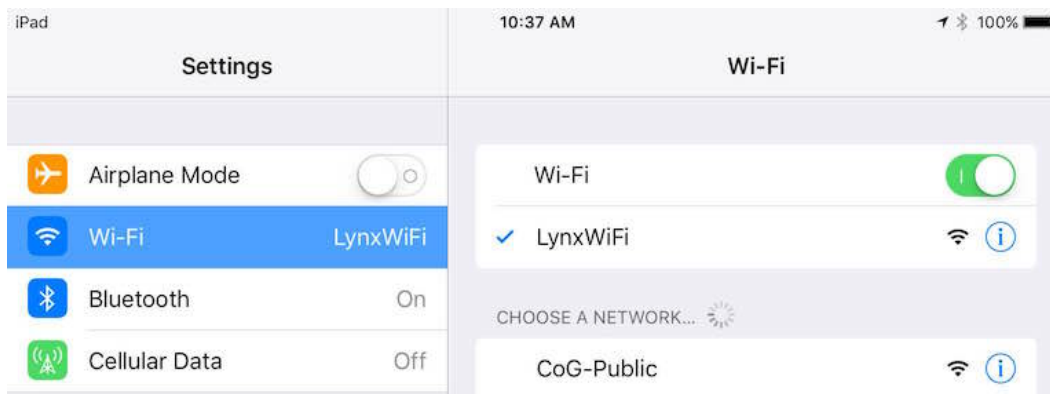 iPad 10:37 AM 100%
Settings
Wi-Fi
Airplane Mode
Wi-Fi LynxWiFi
Bluetooth On
Cellular Data Off
Wi-Fi
LynxWiFi
CHOOSE A NETWORK...
CoG-Public